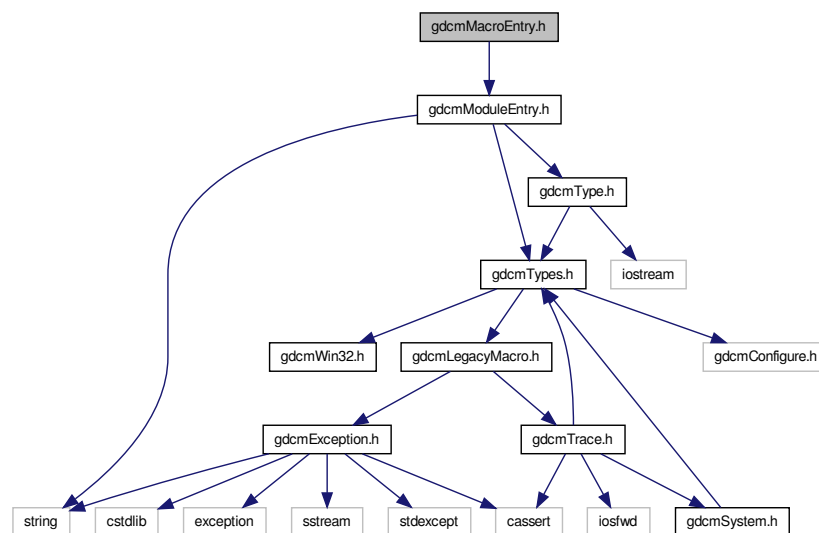 gdcmMacroEntry.h
gdcmModuleEntry.h
gdcmType.h
gdcmTypes.h
iostream
gdcmWin32.h
gdcmLegacyMacro.h
gdcmConfigure.h
gdcmException.h
gdcmTrace.h
string
cstdlib
exception
sstream
stdexcept
cassert
iosfwd
gdcmSystem.h